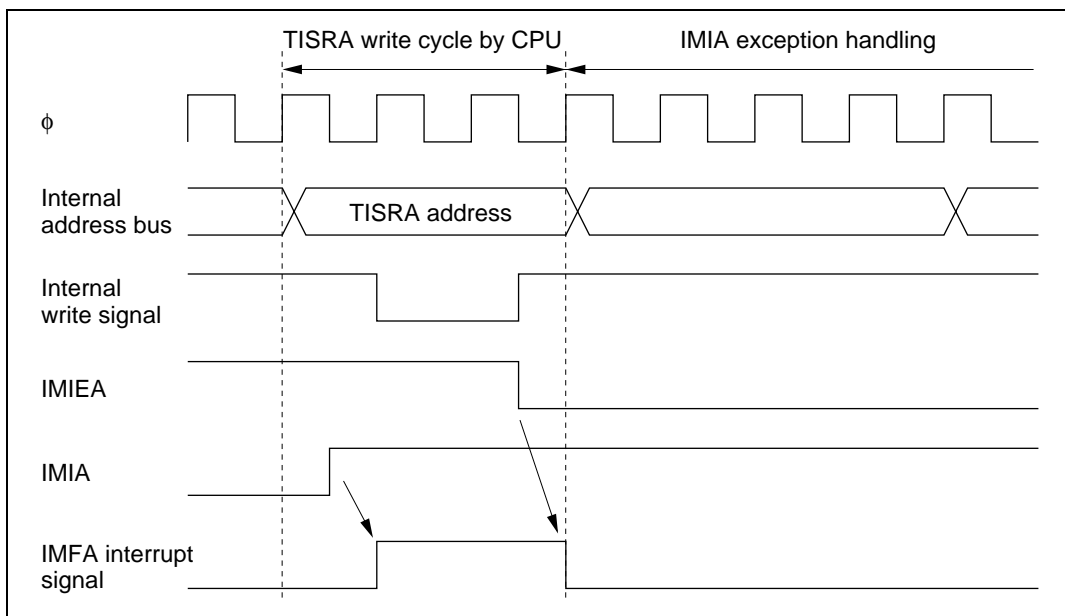 TISRA write cycle by CPU
IMIA exception handling
φ
Internal
address bus
TISRA address
Internal
write signal
IMIEA
IMIA
IMFA interrupt
signal